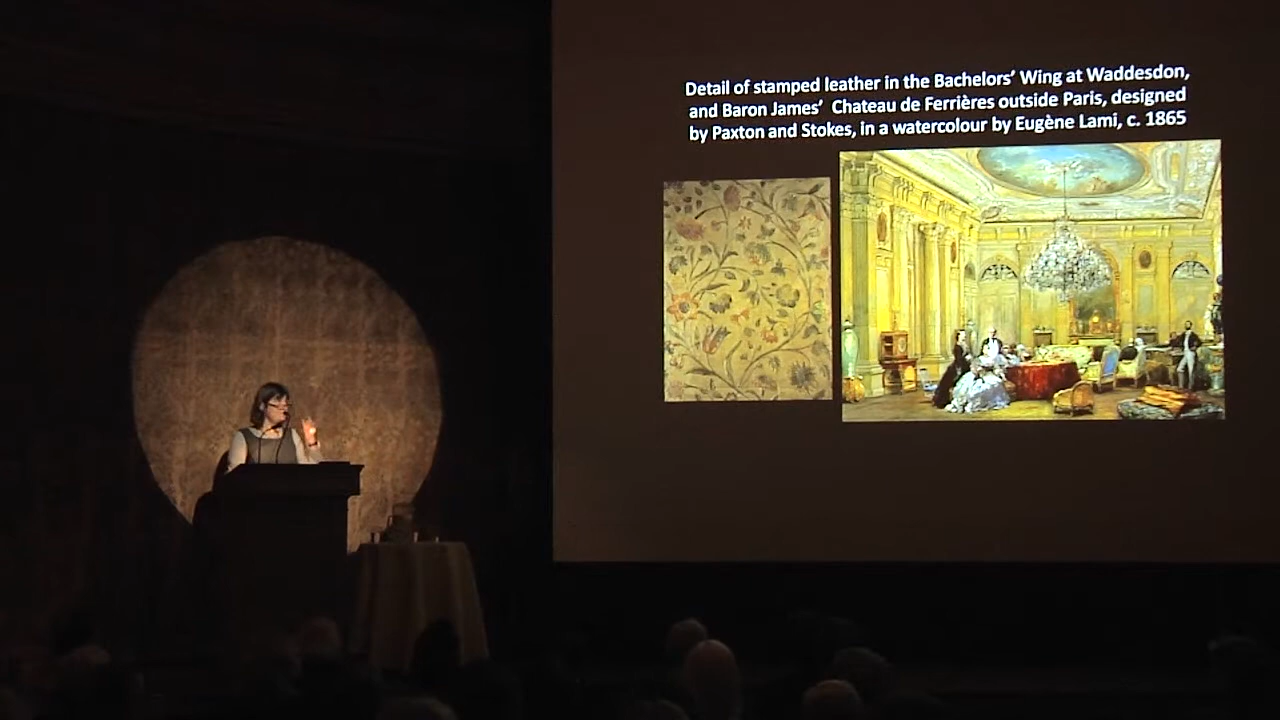 Detail of stamped leather in the Bachelors’ Wing at Waddesdon,
and Baron James’ Chateau de Ferrières outside Paris, designed
by Paxton and Stokes, in a watercolour by Eugène Lami, c. 1865